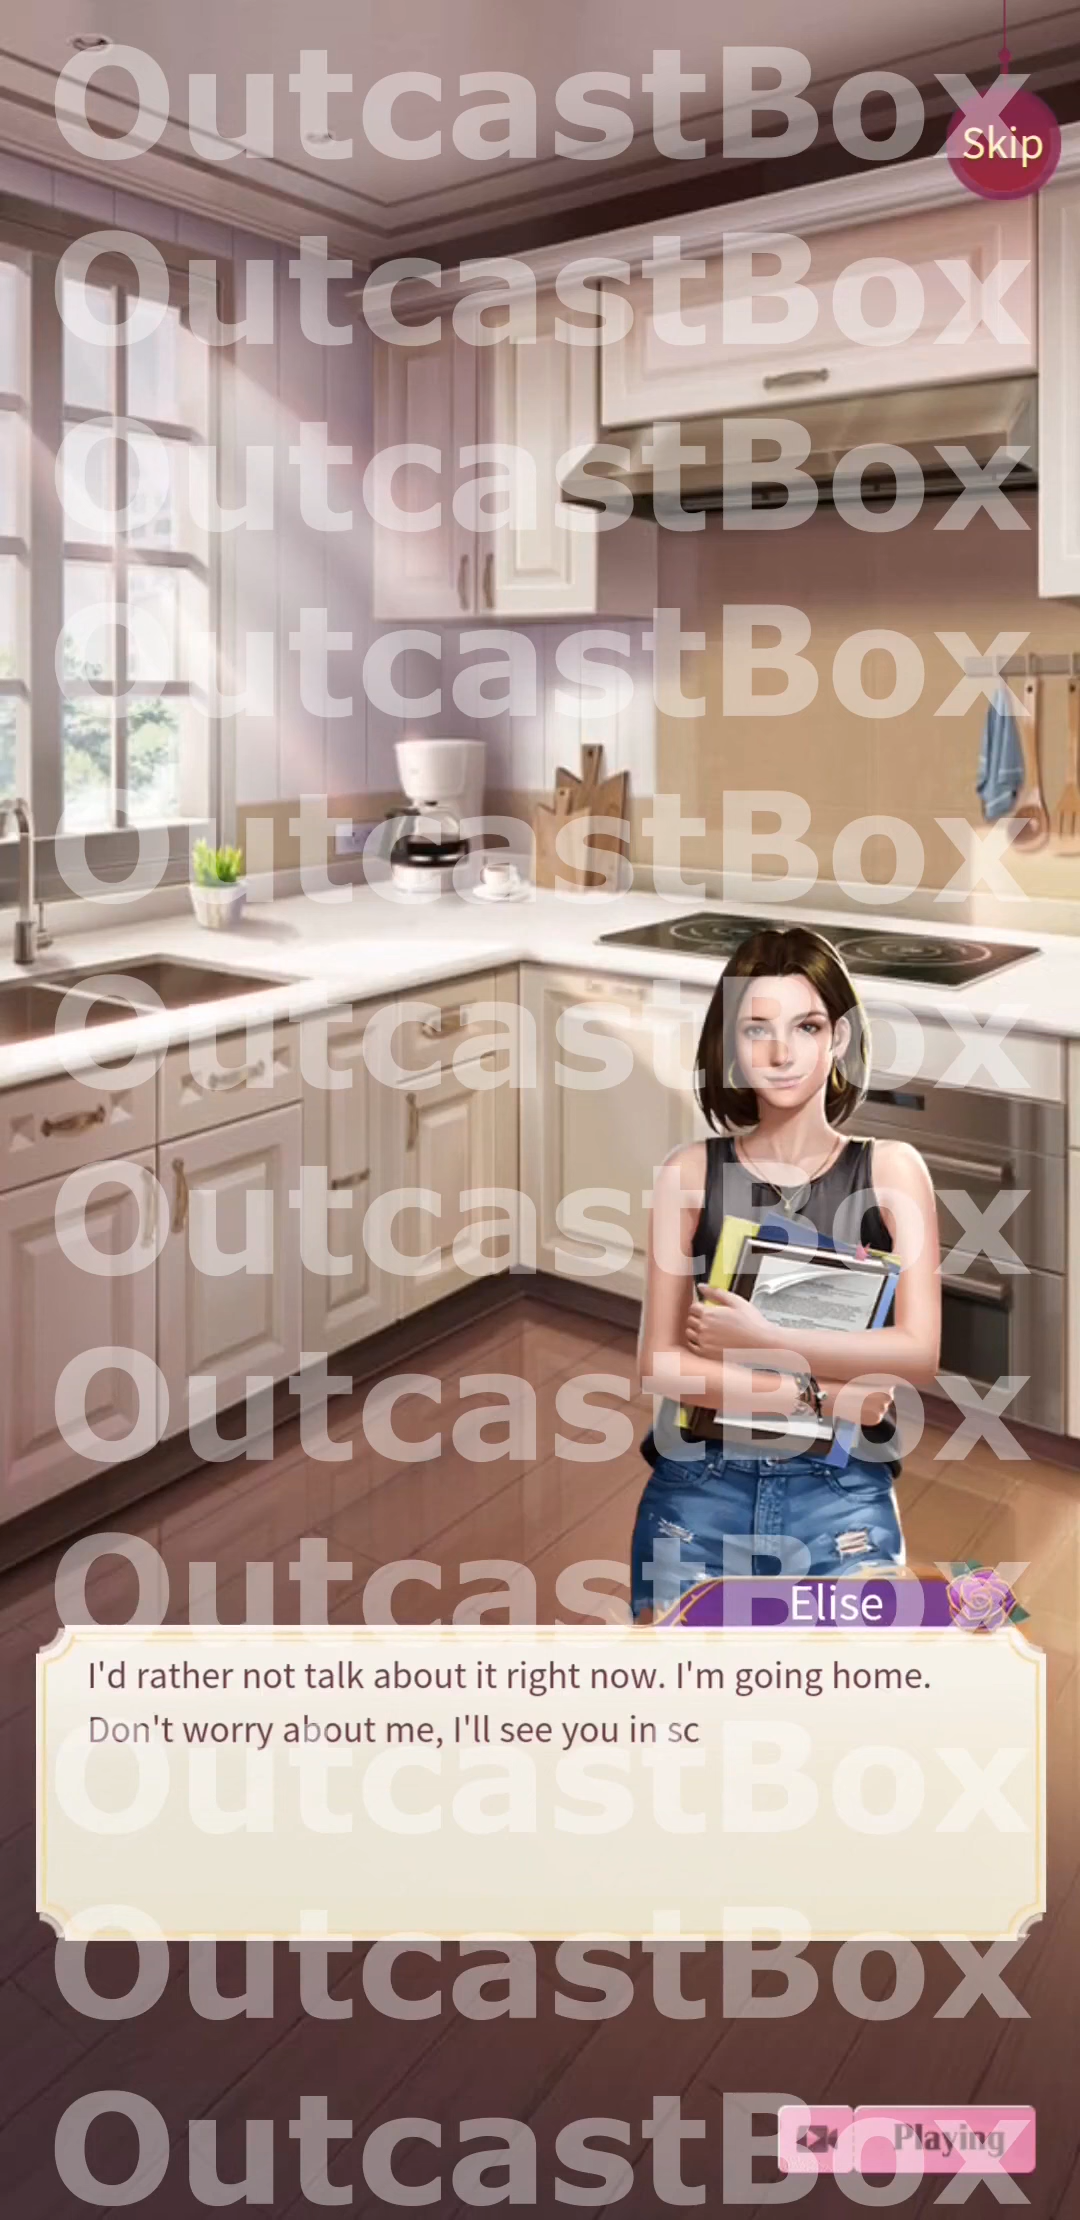 OutcastBox
Skip
OutcastBox
OutcastBox
OutcastBox
OutcastBox
OutcastBox
OutcastBox
OutcastBox
OutcastBox
Elise
I'd rather not talk about it right now. I'm going home.
Don't worry about me, I'll see you in sc
OutcastBox
OutcastBox
OutcastBox
Playing